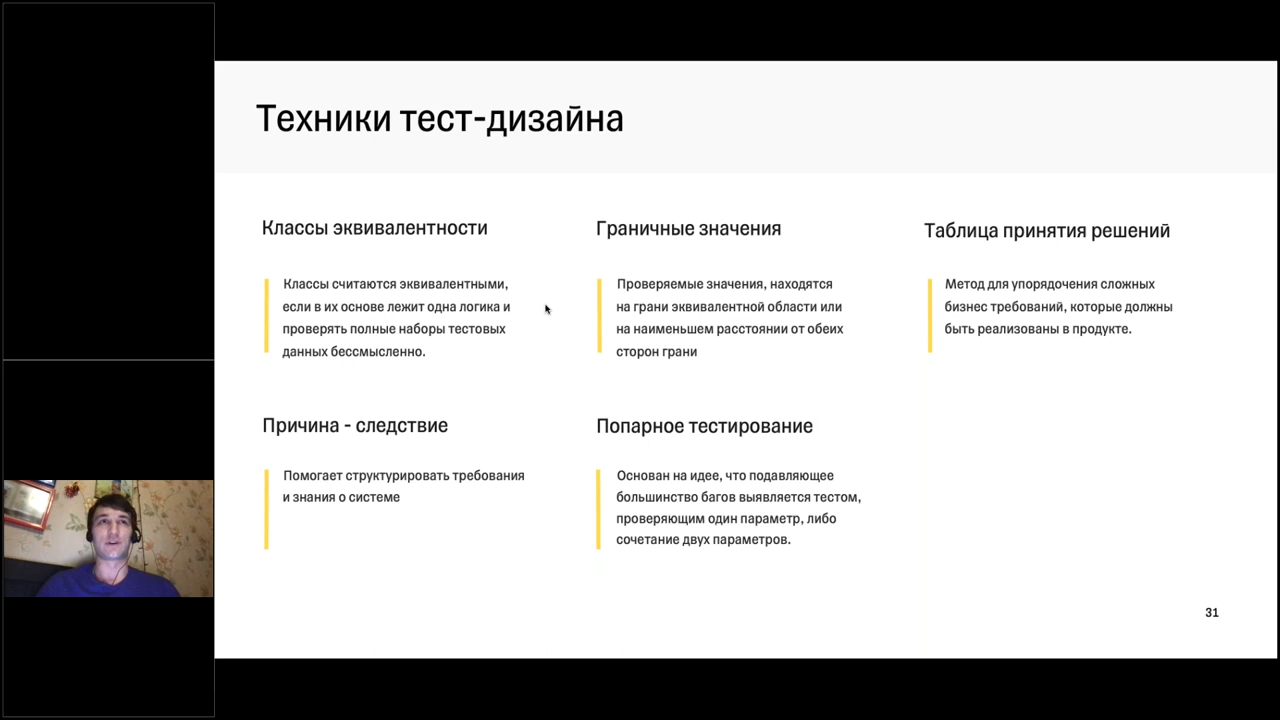 Техники тест-дизайна
Классы эквивалентности
Классы считаются эквивалентными,
если в их основе лежит одна логика и
проверять полные наборы тестовых
данных бессмысленно.
Граничные значения
Проверяемые значения, находятся
на грани эквивалентной области или
на наименьшем расстоянии от обеих
сторон грани
Таблица принятия решений
Метод для упорядочения сложных
бизнес требований, которые должны
быть реализованы в продукте.
Причина - следствие
Помогает структурировать требования
и знания о системе
Попарное тестирование
Основан на идее, что подавляющее
большинство багов выявляется тестом,
проверяющим один параметр, либо
сочетание двух параметров.
31